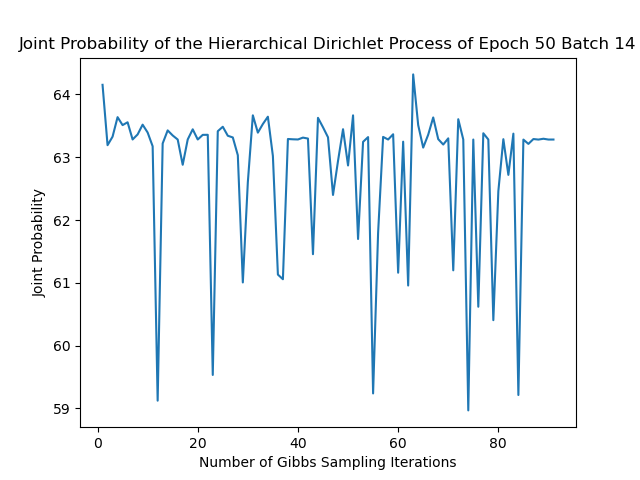 Joint Probability of the Hierarchical Dirichlet Process of Epoch 50 Batch 14
64
63
62
61
60
59
Joint Probability
0 20 40 60 80
Number of Gibbs Sampling Iterations